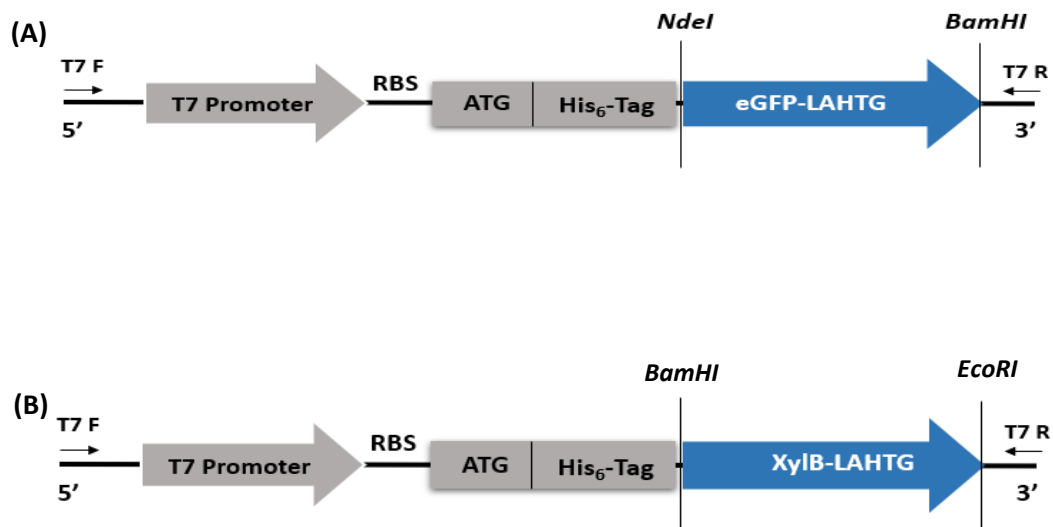 (A)
NdeI
BamHI
T7 F
T7 Promoter
RBS
ATG
His₆-Tag
eGFP-LAHTG
T7 R
5’
3’
(B)
BamHI
EcoRI
T7 F
T7 Promoter
RBS
ATG
His₆-Tag
XylB-LAHTG
T7 R
5’
3’